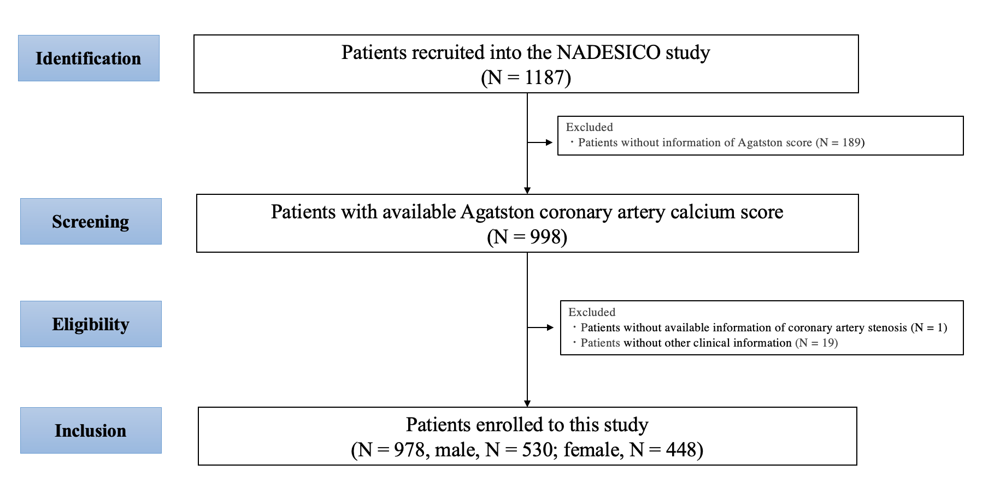 Identification
Patients recruited into the NADESICO study
(N = 1187)
Excluded
・Patients without information of Agatston score (N = 189)
Screening
Patients with available Agatston coronary artery calcium score
(N = 998)
Eligibility
Excluded
・Patients without available information of coronary artery stenosis (N = 1)
・Patients without other clinical information (N = 19)
Inclusion
Patients enrolled to this study
(N = 978, male, N = 530; female, N = 448)